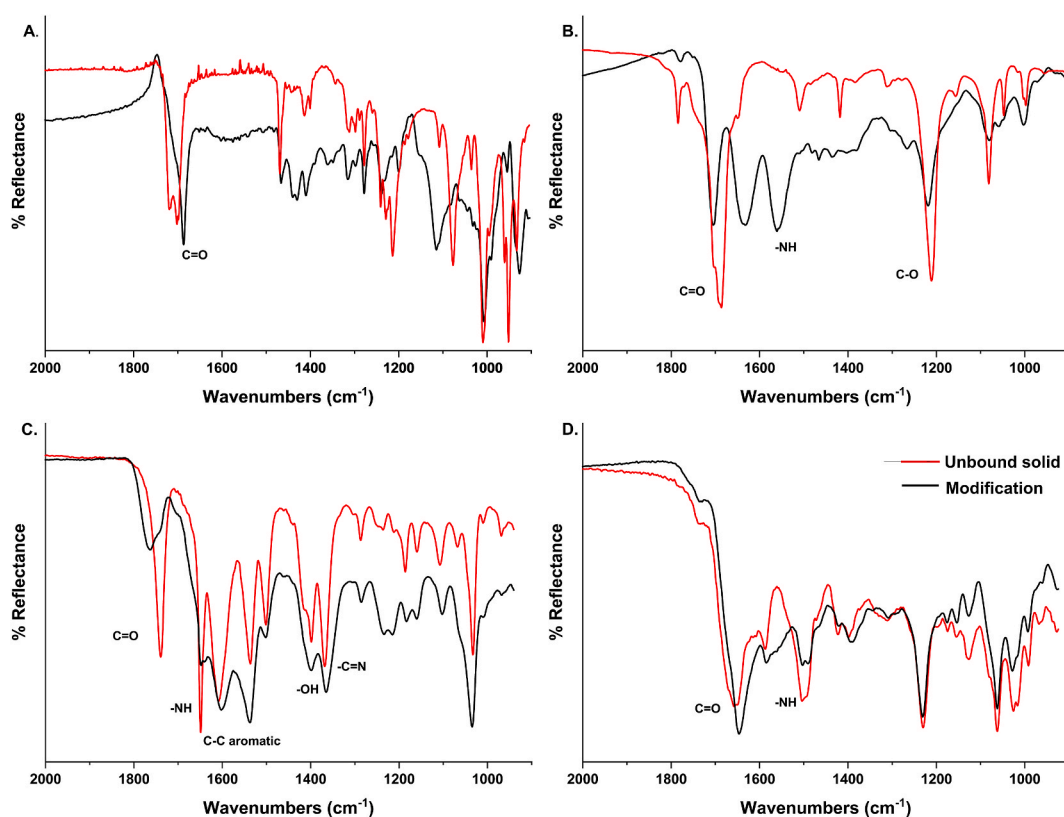 A.
% Reflectance
C=O
2000 1800 1600 1400 1200 1000
Wavenumbers (cm⁻¹)
B.
% Reflectance
C=O
-NH
C-O
2000 1800 1600 1400 1200 1000
Wavenumbers (cm⁻¹)
C.
% Reflectance
C=O
-NH
C-C aromatic
-OH
-C=N
2000 1800 1600 1400 1200 1000
Wavenumbers (cm⁻¹)
D.
Unbound solid
Modification
% Reflectance
C=O
-NH
2000 1800 1600 1400 1200 1000
Wavenumbers (cm⁻¹)